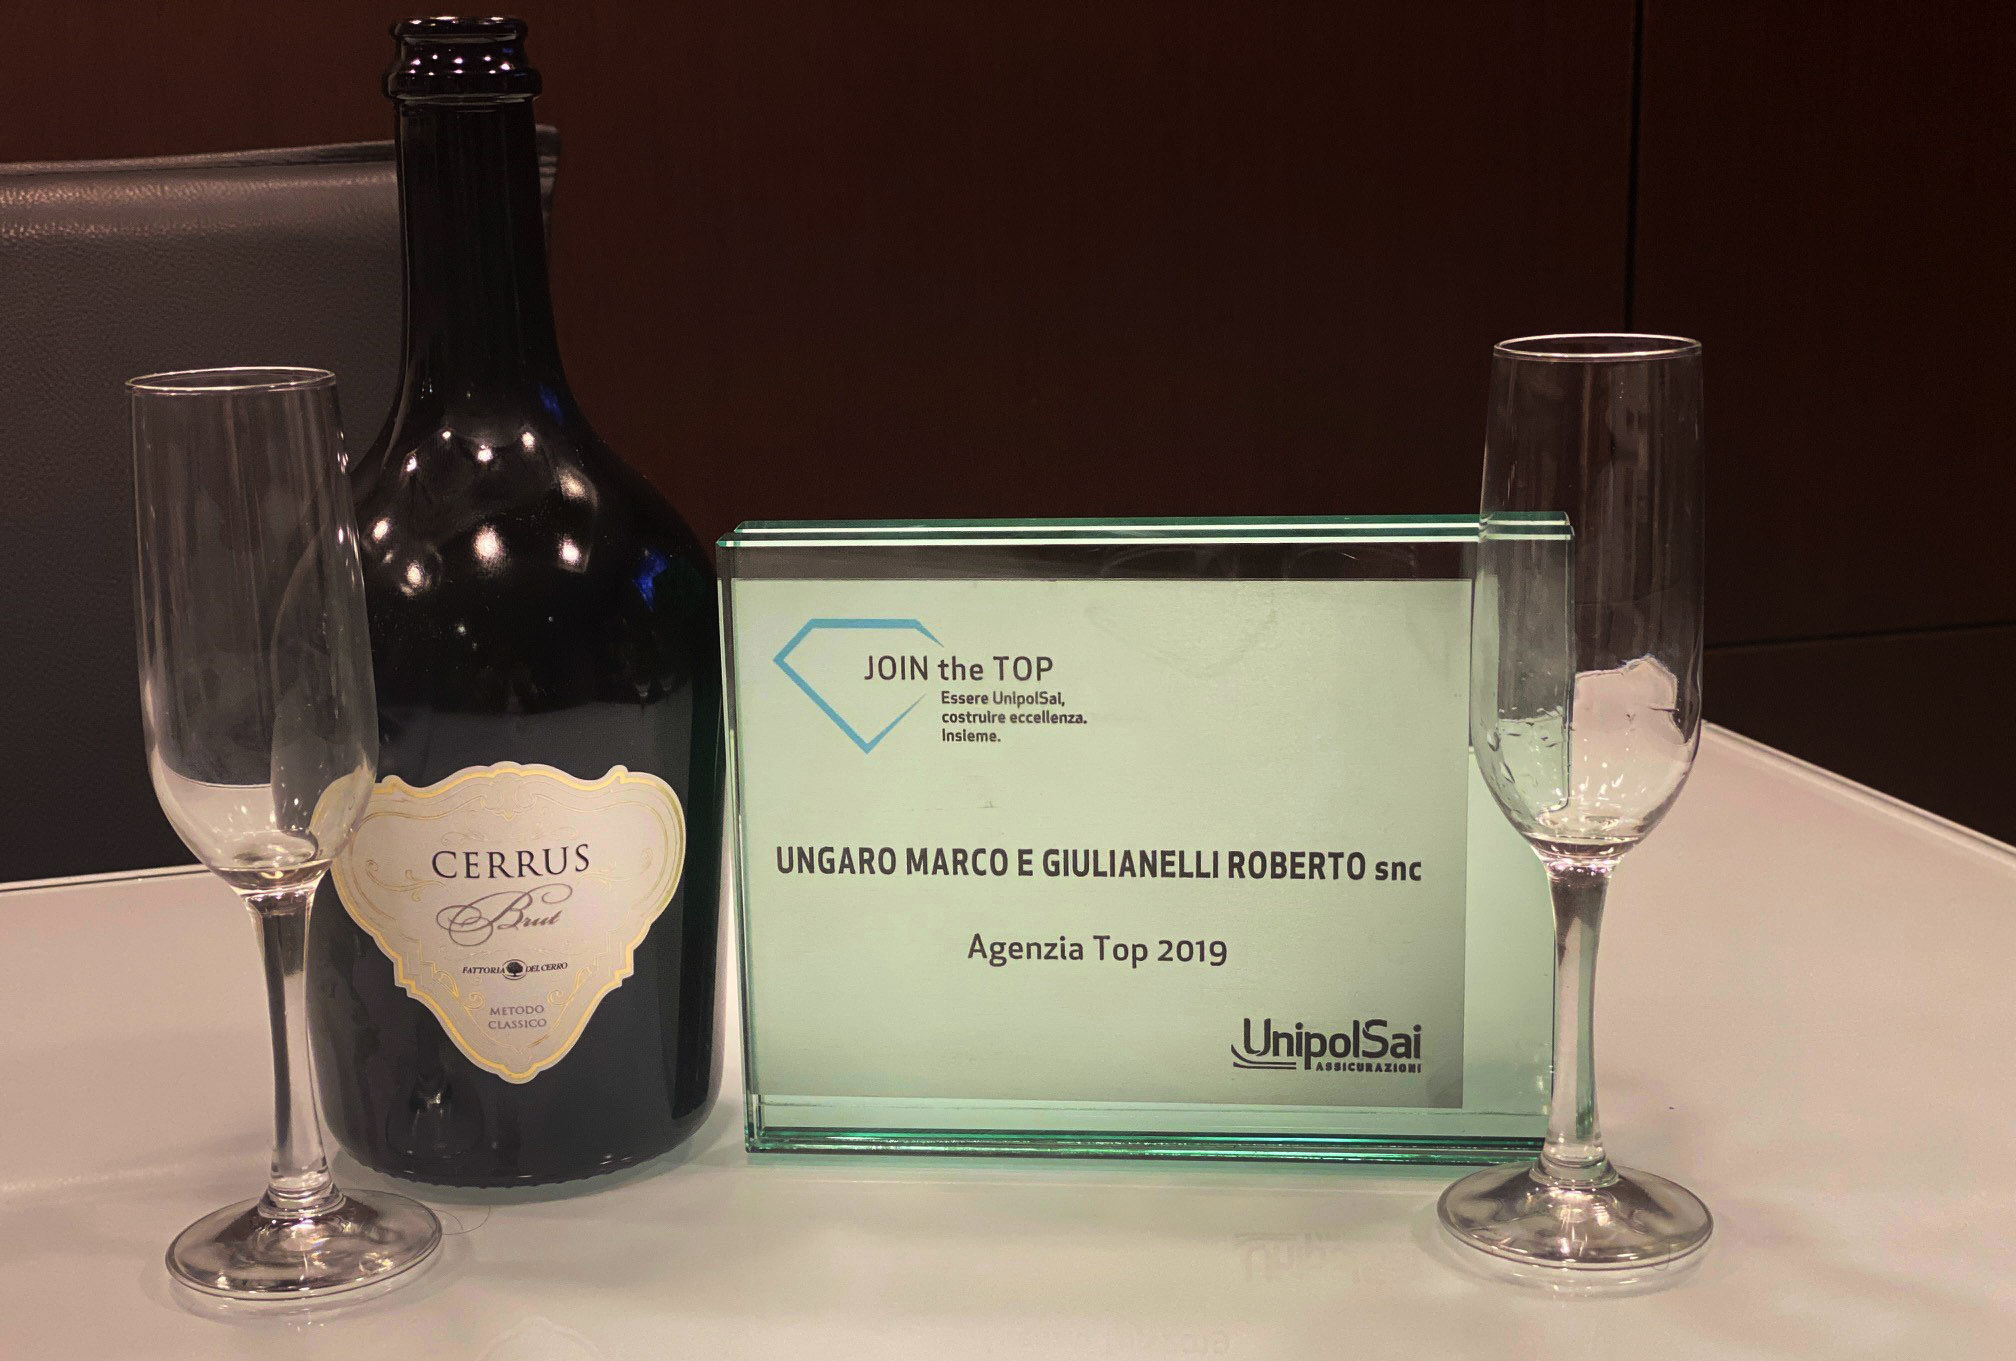 CERRUS
Brut
FATTORIA DEL CERRO
METODO
CLASSICO
JOIN the TOP
Essere UnipolSai,
costruire eccellenza.
Insieme.
UNGARO MARCO E GIULIANELLI ROBERTO snc
Agenzia Top 2019
UnipolSai
ASSICURAZIONI